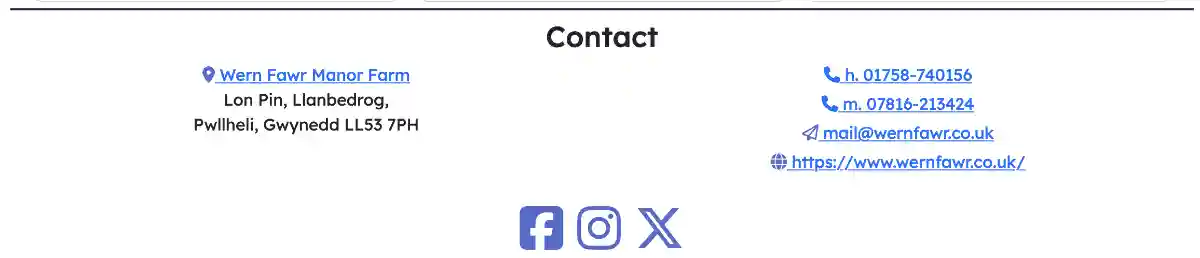 Contact
Wern Fawr Manor Farm
Lon Pin, Llanbedrog,
Pwllheli, Gwynedd LL53 7PH
h. 01758-740156
m. 07816-213424
mail@wernfawr.co.uk
https://www.wernfawr.co.uk/